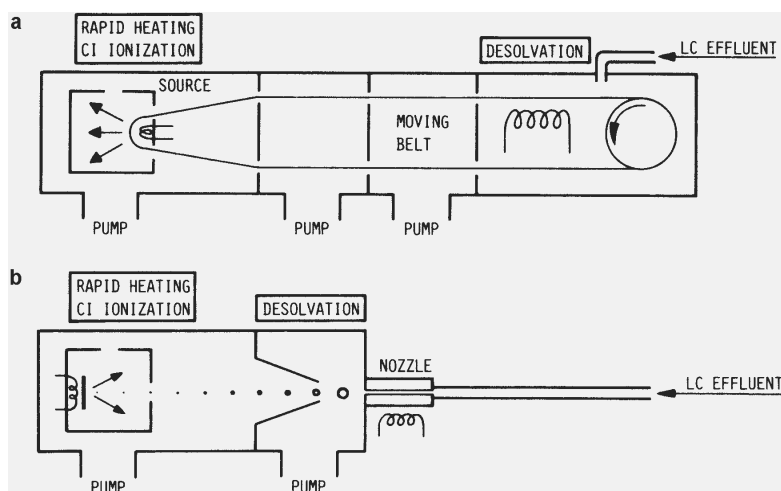 a
RAPID HEATING
CI IONIZATION
DESOLVATION
LC EFFLUENT
SOURCE
MOVING
BELT
PUMP
PUMP
PUMP
b
RAPID HEATING
CI IONIZATION
DESOLVATION
NOZZLE
LC EFFLUENT
PUMP
PUMP